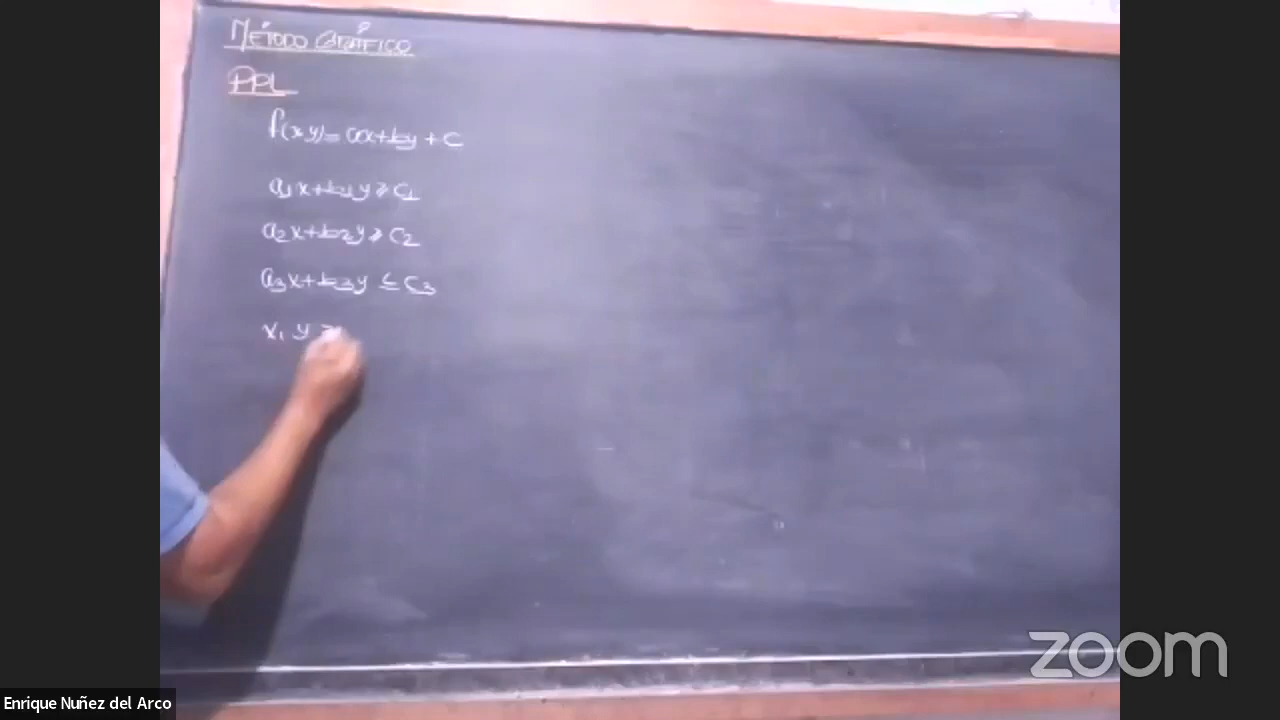 MÉTODO GRÁFICO
PPL
f(x,y)=ax+by+c
a₁x+b₁y≥c₁
a₂x+b₂y≥c₂
a₃x+b₃y≤c₃
x, y ≥
zoom
Enrique Nuñez del Arco